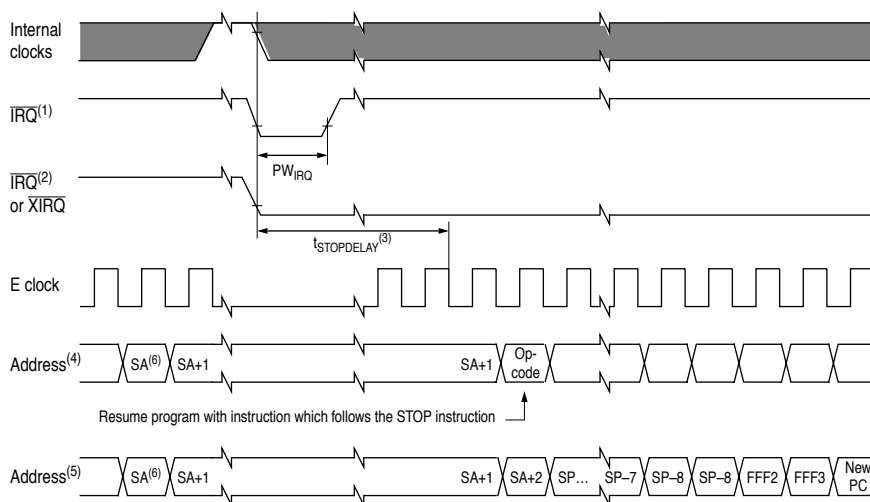 Internal
clocks
IRQ(1)
PWIRQ
IRQ(2)
or XIRQ
tSTOPDELAY(3)
E clock
Address(4) SA(6) SA+1 SA+1 Op-
code
Resume program with instruction which follows the STOP instruction
Address(5) SA(6) SA+1 SA+1 SA+2 SP… SP–7 SP–8 SP–8 FFF2 FFF3 New
PC